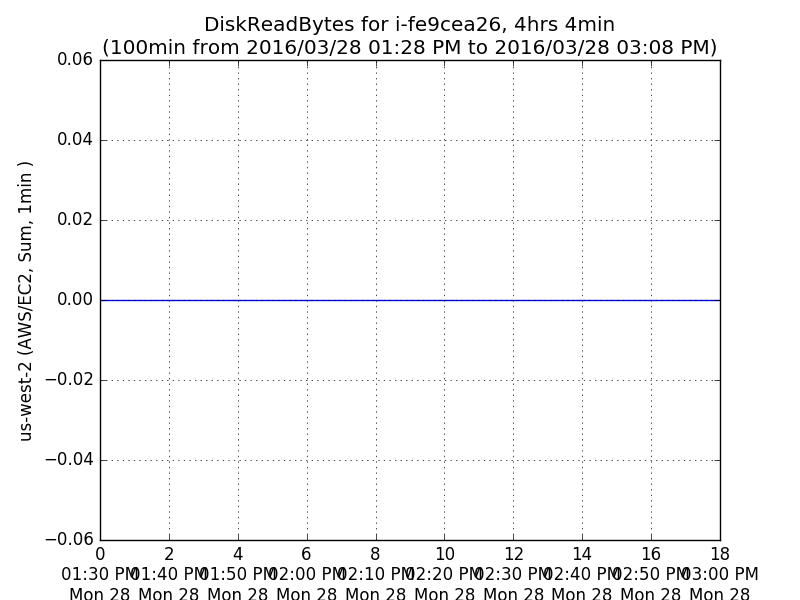 DiskReadBytes for i-fe9cea26, 4hrs 4min
(100min from 2016/03/28 01:28 PM to 2016/03/28 03:08 PM)
0.06
0.04
0.02
0.00
−0.02
−0.04
−0.06
us-west-2 (AWS/EC2, Sum, 1min )
0 2 4 6 8 10 12 14 16 18
01:30 PM 01:40 PM 01:50 PM 02:00 PM 02:10 PM 02:20 PM 02:30 PM 02:40 PM 02:50 PM 03:00 PM
Mon 28 Mon 28 Mon 28 Mon 28 Mon 28 Mon 28 Mon 28 Mon 28 Mon 28 Mon 28